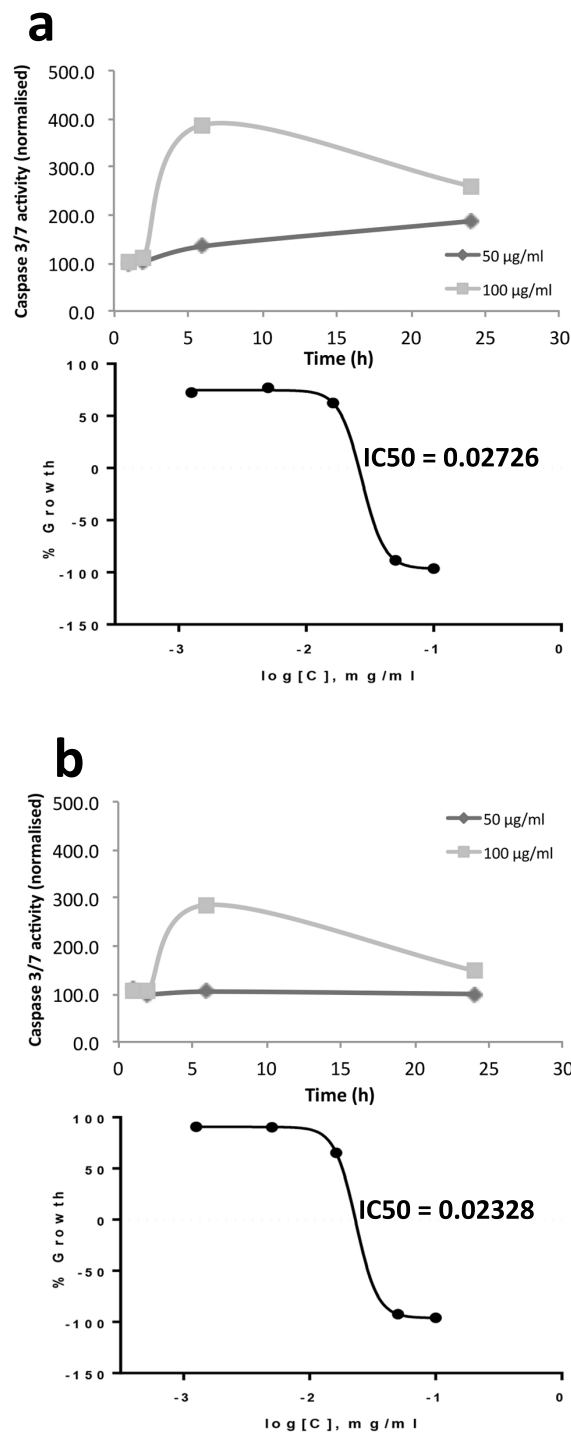 a
Caspase 3/7 activity (normalised)
500.0
400.0
300.0
200.0
100.0
0.0
50 µg/ml
100 µg/ml
0 5 10 15 20 25 30
Time (h)
% Growth
100
50
0
-50
-100
-150
IC50 = 0.02726
-3 -2 -1 0
log[C], mg/ml
b
Caspase 3/7 activity (normalised)
500.0
400.0
300.0
200.0
100.0
0.0
50 µg/ml
100 µg/ml
0 5 10 15 20 25 30
Time (h)
% Growth
100
50
0
-50
-100
-150
IC50 = 0.02328
-3 -2 -1 0
log[C], mg/ml